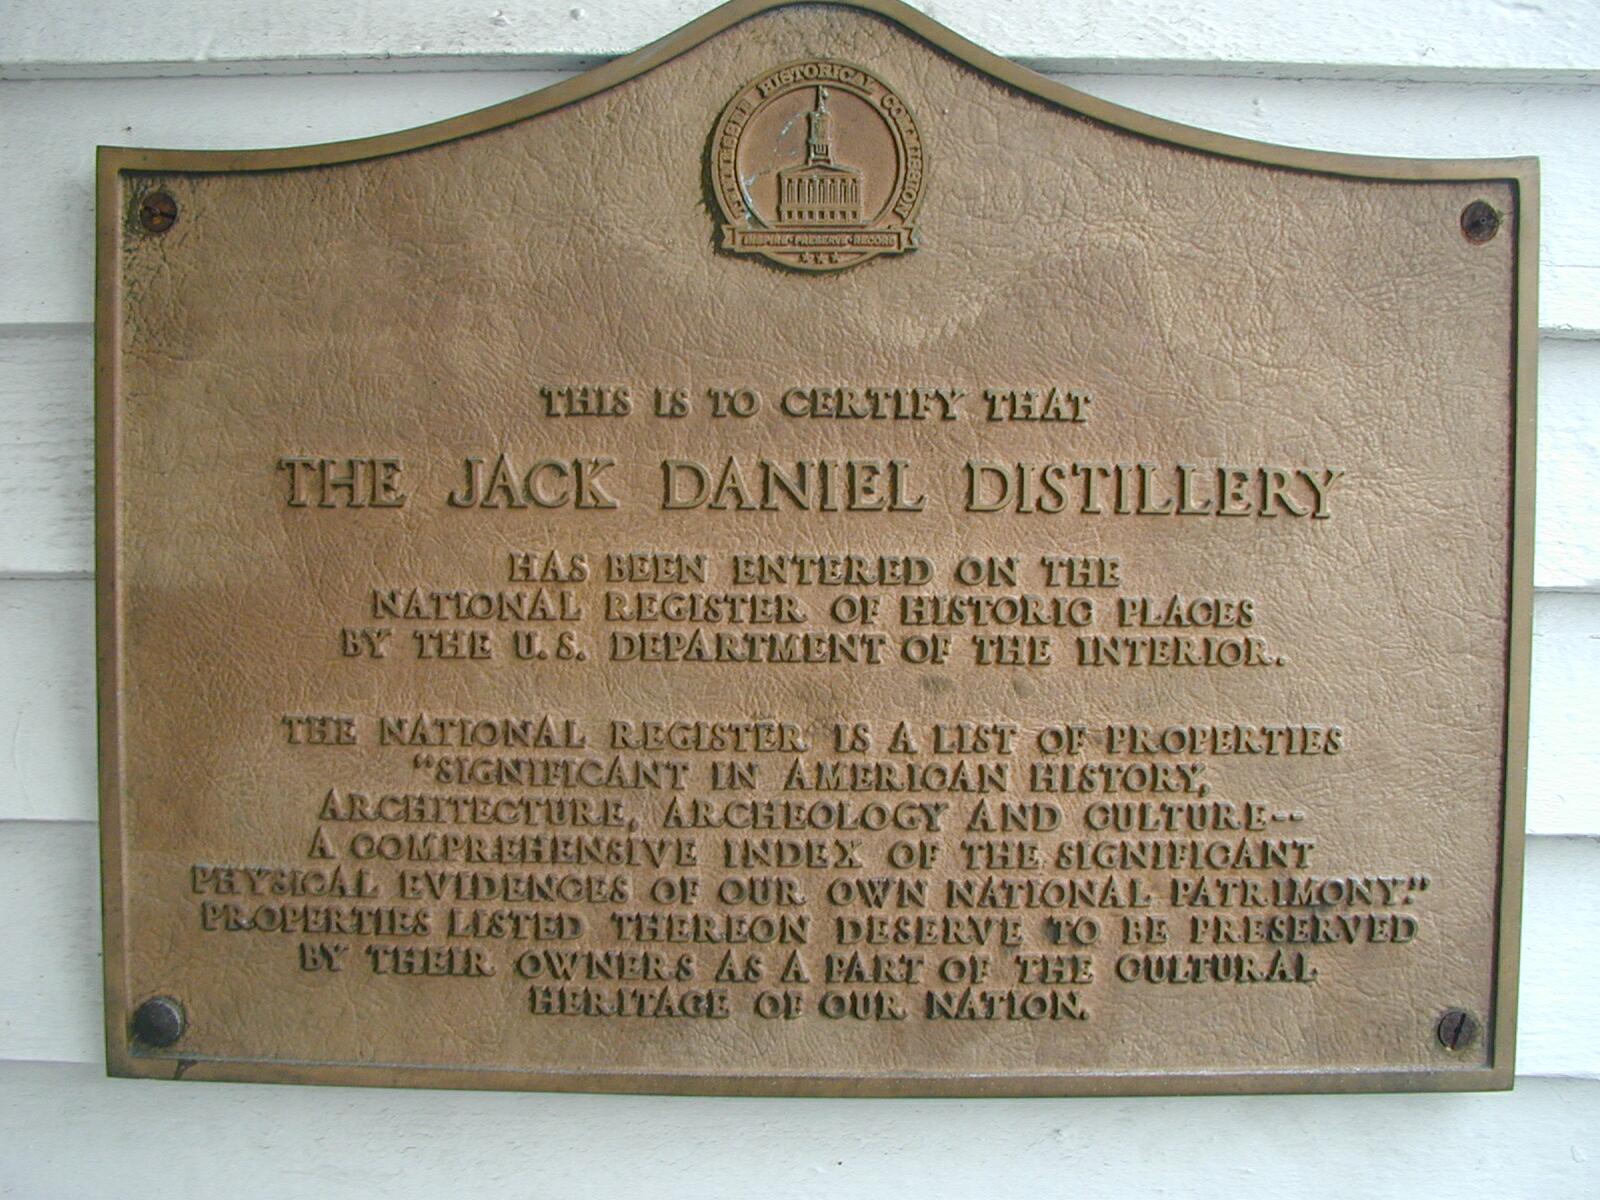 TENNESSEE HISTORICAL COMMISSION
INSPIRE · PRESERVE · RECORD
THIS IS TO CERTIFY THAT
THE JACK DANIEL DISTILLERY
HAS BEEN ENTERED ON THE
NATIONAL REGISTER OF HISTORIC PLACES
BY THE U.S. DEPARTMENT OF THE INTERIOR.
THE NATIONAL REGISTER IS A LIST OF PROPERTIES
"SIGNIFICANT IN AMERICAN HISTORY,
ARCHITECTURE, ARCHEOLOGY AND CULTURE--
A COMPREHENSIVE INDEX OF THE SIGNIFICANT
PHYSICAL EVIDENCES OF OUR OWN NATIONAL PATRIMONY."
PROPERTIES LISTED THEREON DESERVE TO BE PRESERVED
BY THEIR OWNERS AS A PART OF THE CULTURAL
HERITAGE OF OUR NATION.